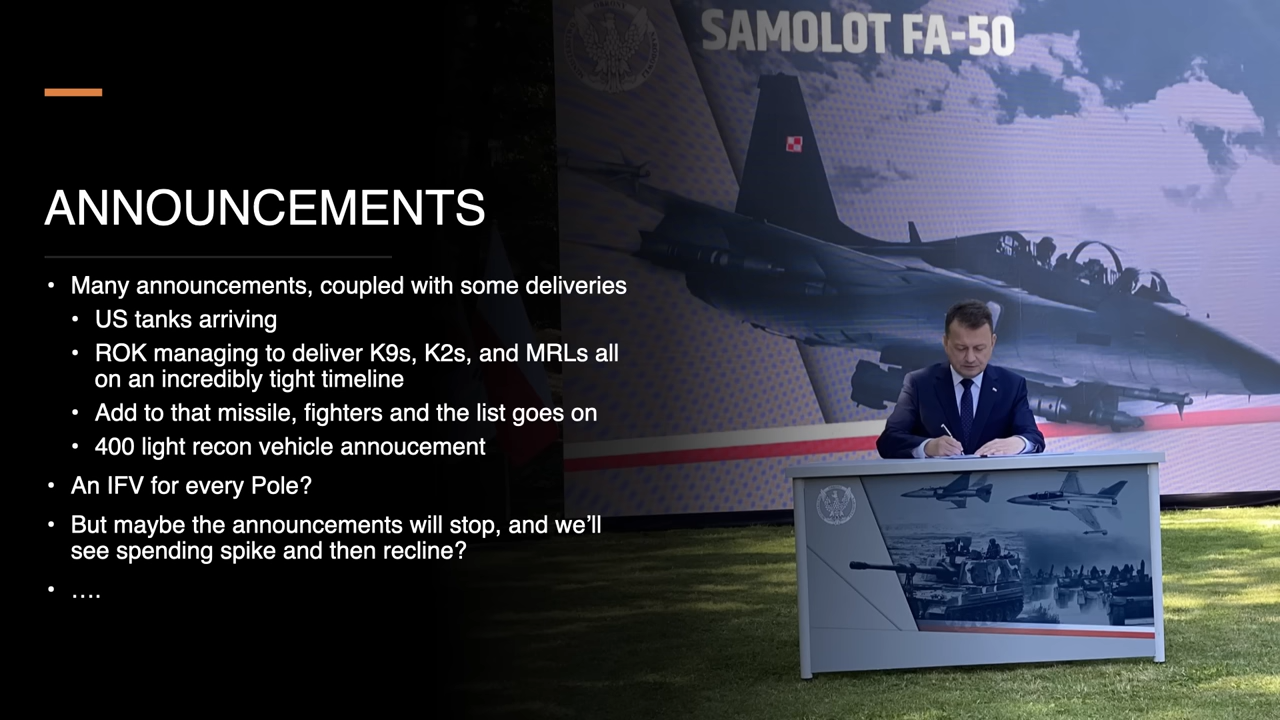 SAMOLOT FA-50
ANNOUNCEMENTS
• Many announcements, coupled with some deliveries
• US tanks arriving
• ROK managing to deliver K9s, K2s, and MRLs all
on an incredibly tight timeline
• Add to that missile, fighters and the list goes on
• 400 light recon vehicle annoucement
• An IFV for every Pole?
• But maybe the announcements will stop, and we’ll
see spending spike and then recline?
• ….